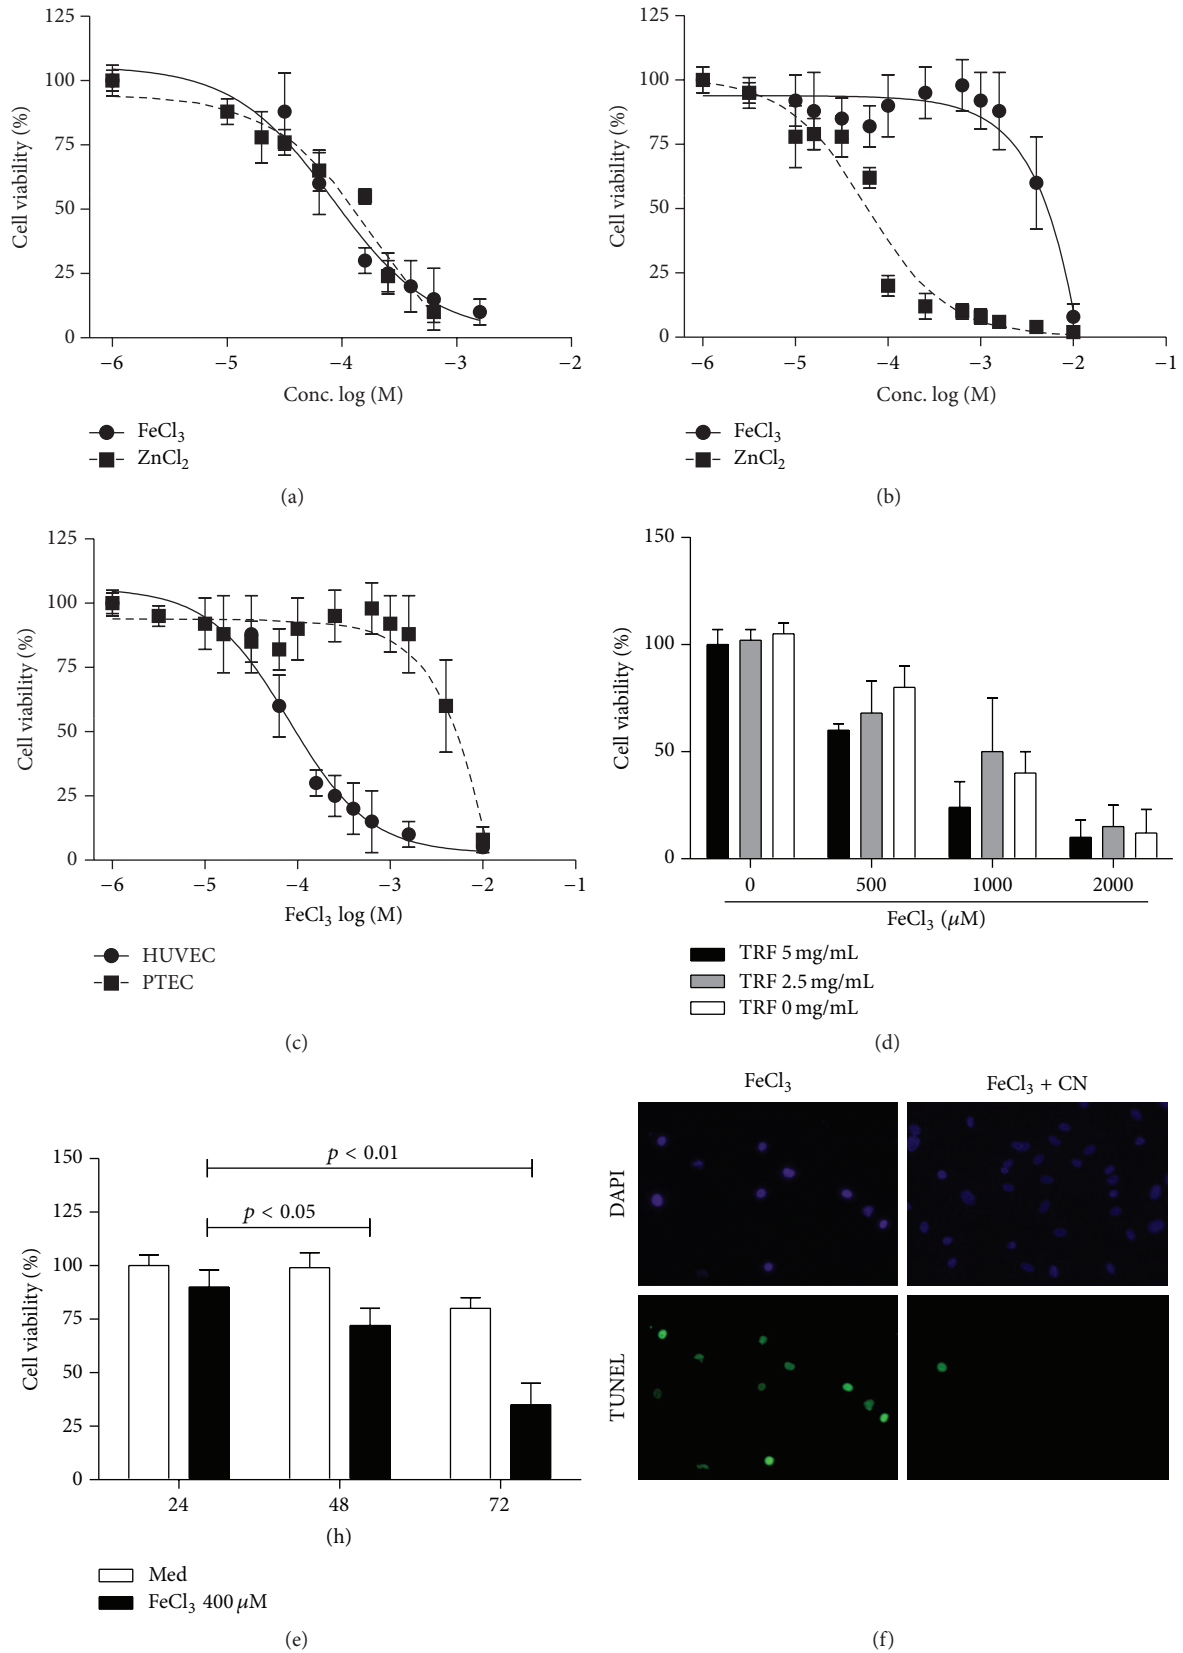 125
100
75
50
25
0
Cell viability (%)
−6 −5 −4 −3 −2
Conc. log (M)
FeCl₃
ZnCl₂
(a)
125
100
75
50
25
0
Cell viability (%)
−6 −5 −4 −3 −2 −1
Conc. log (M)
FeCl₃
ZnCl₂
(b)
125
100
75
50
25
0
Cell viability (%)
−6 −5 −4 −3 −2 −1
FeCl₃ log (M)
HUVEC
PTEC
(c)
150
100
50
0
Cell viability (%)
0 500 1000 2000
FeCl₃ (μM)
TRF 5 mg/mL
TRF 2.5 mg/mL
TRF 0 mg/mL
(d)
150
125
100
75
50
25
0
Cell viability (%)
p < 0.01
p < 0.05
24 48 72
(h)
Med
FeCl₃ 400 μM
(e)
FeCl₃ FeCl₃ + CN
DAPI
TUNEL
(f)